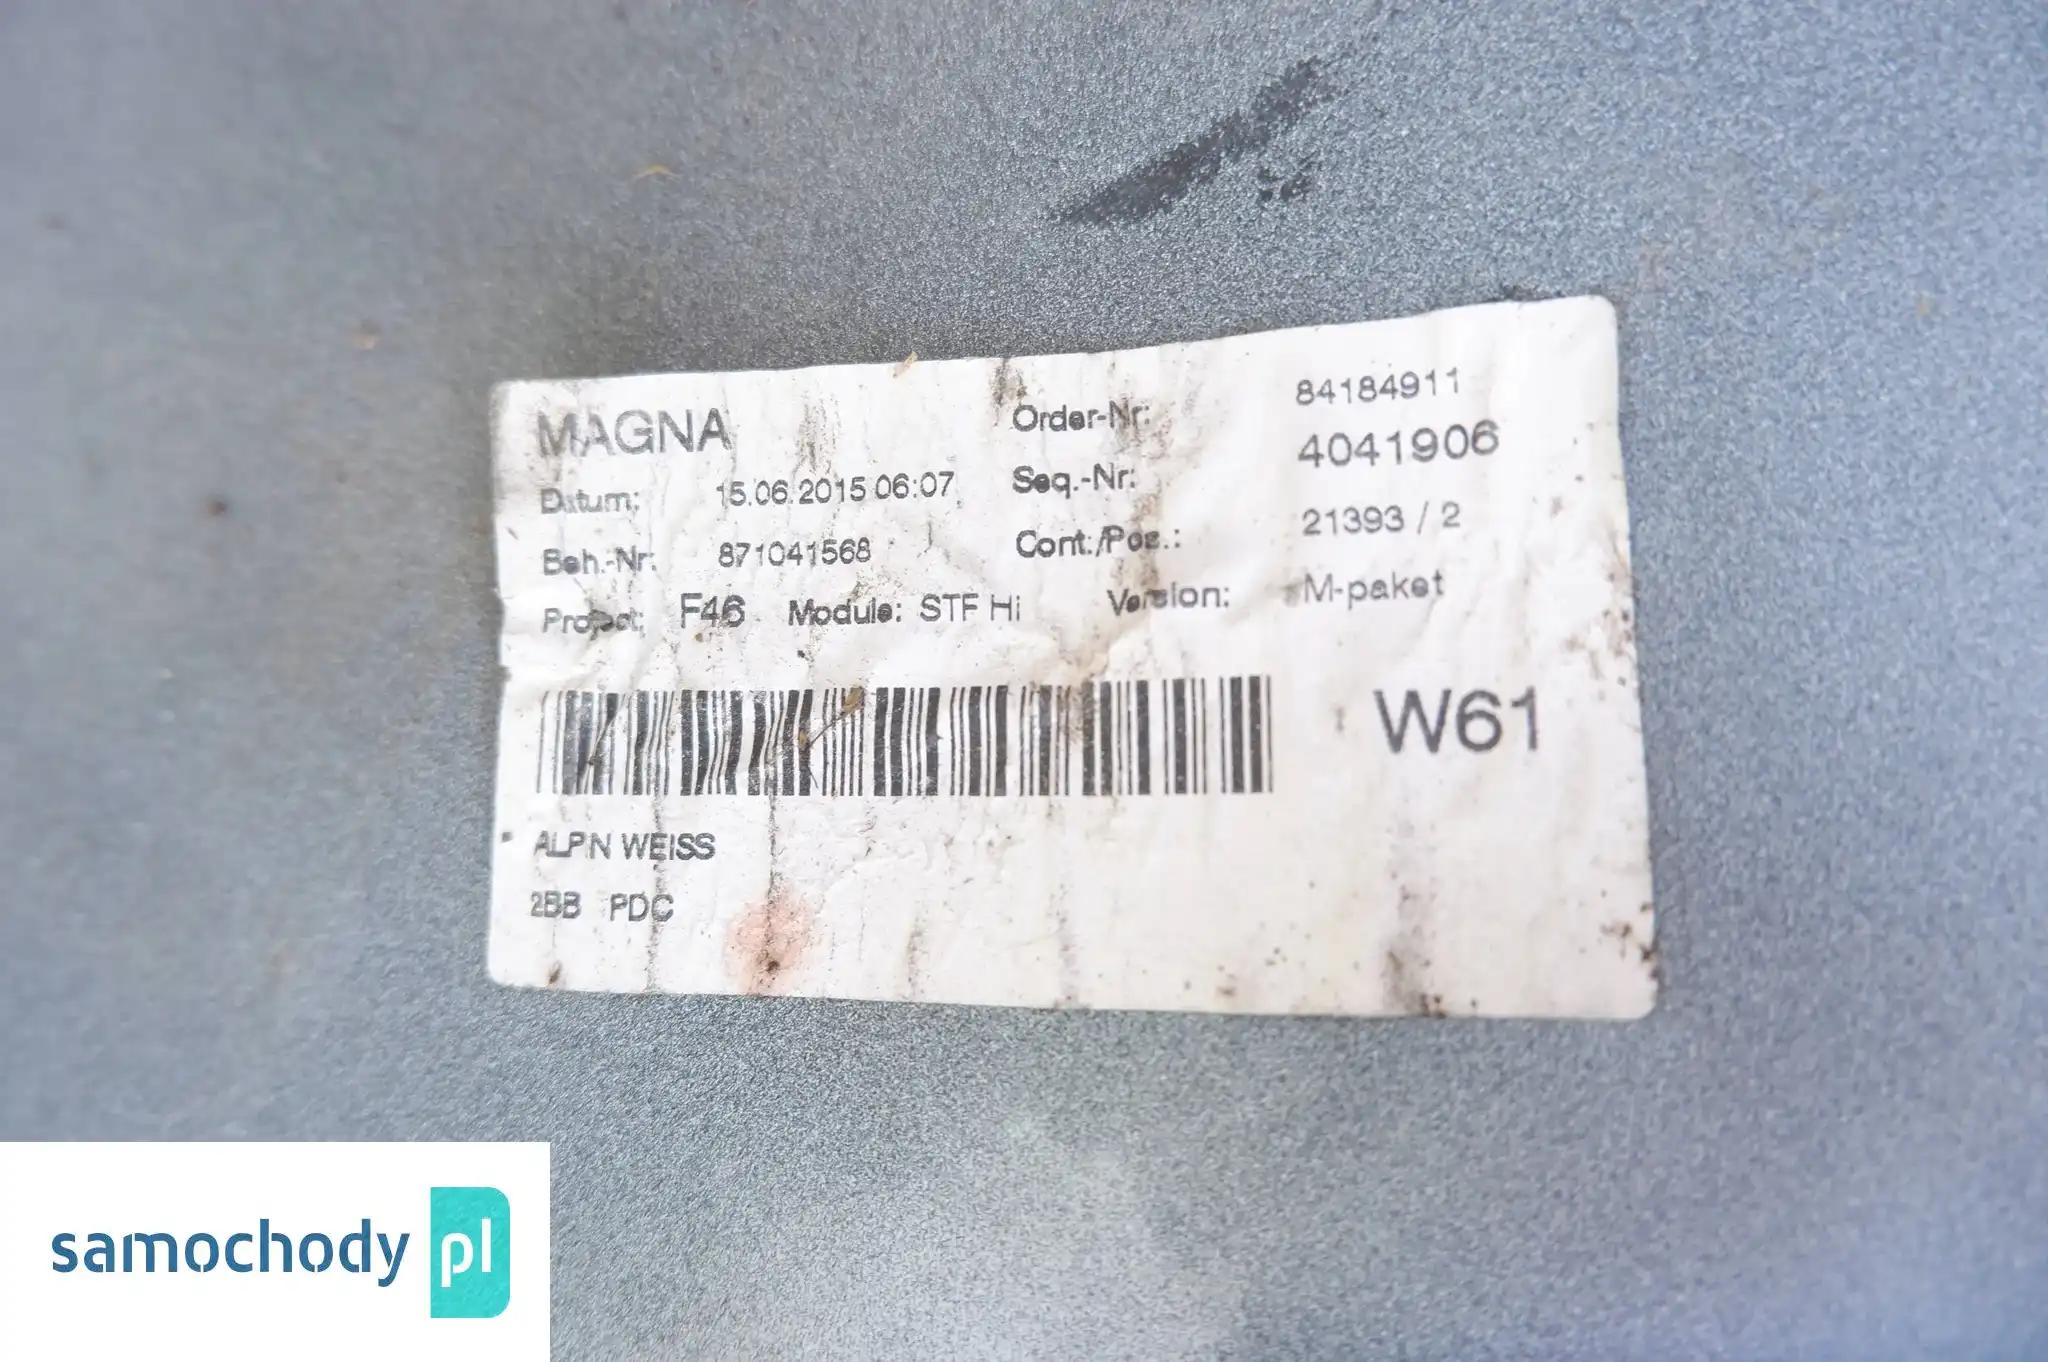 MAGNA
Order-Nr: 84184911
Datum: 15.06.2015 06:07
Seq.-Nr: 4041906
Beh.-Nr: 871041568
Cont./Pos.: 21393 / 2
Project: F46 Module: STF Hi Version: M-paket
W61
ALPIN WEISS
2BB PDC
samochody pl